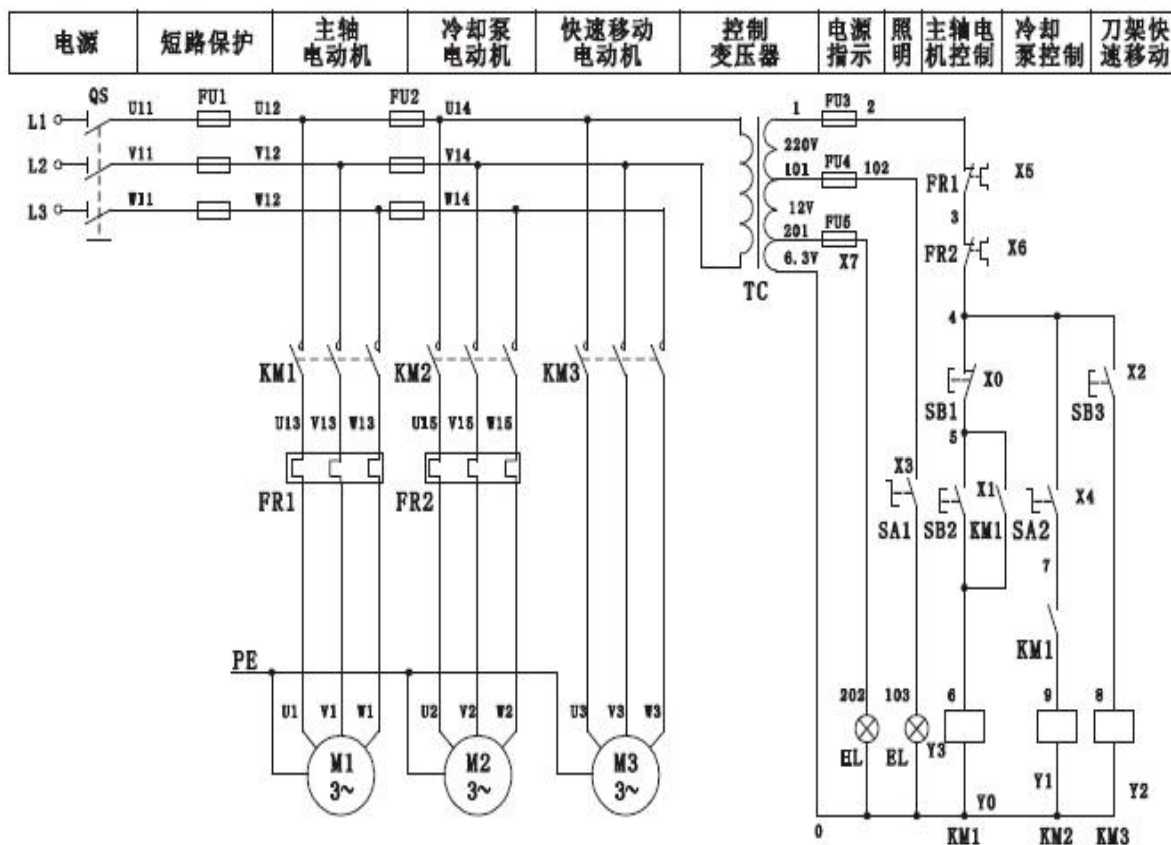 电源
短路保护
主轴
电动机
冷却泵
电动机
快速移动
电动机
控制
变压器
电源
指示
照
明
主轴电
机控制
冷却
泵控制
刀架快
速移动
QS
U11
FU1
U12
FU2
U14
1
FU3
2
L1
L2
V11
V12
V14
220V
101
FU4
102
FR1
X5
L3
W11
W12
W14
12V
201
FU5
3
6.3V
X7
FR2
X6
TC
4
KM1
KM2
KM3
X0
X2
SB1
SB3
U13
V13
W13
U15
V15
W15
5
FR1
FR2
X3
X1
X4
SA1
SB2
KM1
SA2
7
KM1
PE
202
103
6
9
8
U1
V1
W1
U2
V2
W2
U3
V3
W3
M1
3~
M2
3~
M3
3~
EL
EL
Y3
Y0
Y1
Y2
0
KM1
KM2
KM3